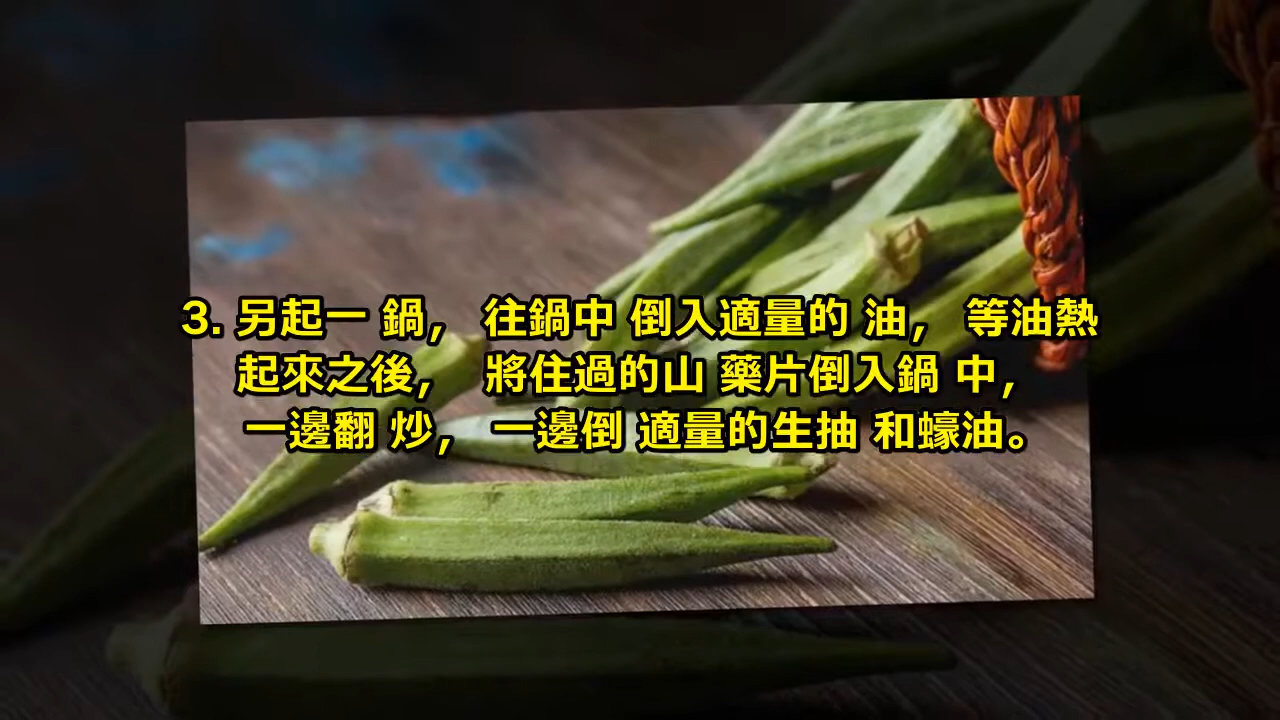 3. 另起一 鍋， 往鍋中 倒入適量的 油， 等油熱
起來之後， 將住過的山 藥片倒入鍋 中，
一邊翻 炒， 一邊倒 適量的生抽 和蠔油。